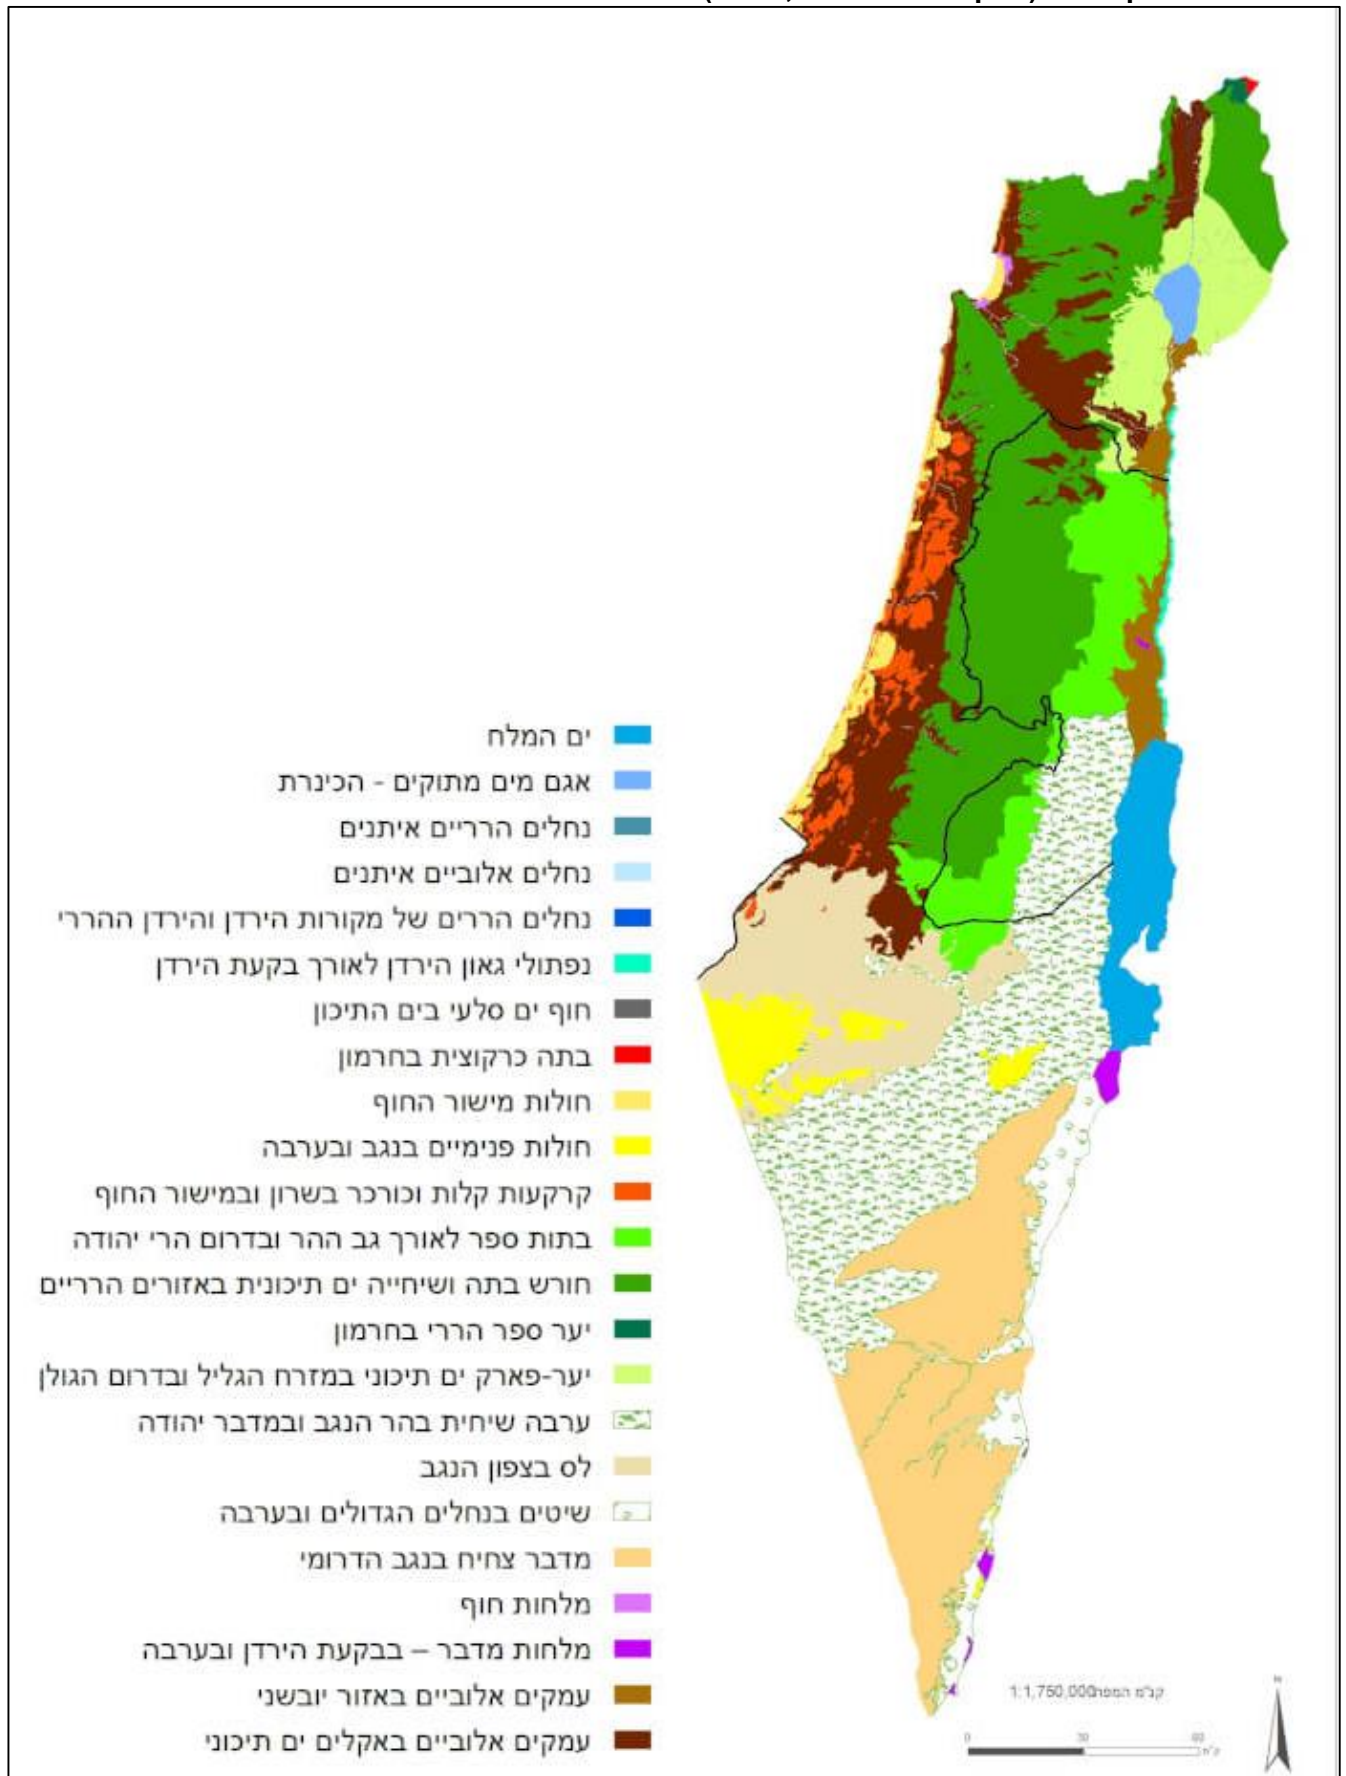 ים המלח
אגם מים מתוקים - הכינרת
נחלים הרריים איתנים
נחלים אלוביים איתנים
נחלים הררים של מקורות הירדן והירדן ההררי
נפתולי גאון הירדן לאורך בקעת הירדן
חוף ים סלעי בים התיכון
בתה כרקוצית בחרמון
חולות מישור החוף
חולות פנימיים בנגב ובערבה
קרקעות קלות וכורכר בשרון ובמישור החוף
בתות ספר לאורך גב ההר ובדרום הרי יהודה
חורש בתה ושיחייה ים תיכונית באזורים הרריים
יער ספר הררי בחרמון
יער-פארק ים תיכוני במזרח הגליל ובדרום הגולן
ערבה שיחית בהר הנגב ובמדבר יהודה
לס בצפון הנגב
שיטים בנחלים הגדולים ובערבה
מדבר צחיח בנגב הדרומי
מלחות חוף
מלחות מדבר – בבקעת הירדן ובערבה
עמקים אלוביים באזור יובשני
עמקים אלוביים באקלים ים תיכוני
קנ"מ המפה 1:1,750,000
N
0 30 60
ק"מ